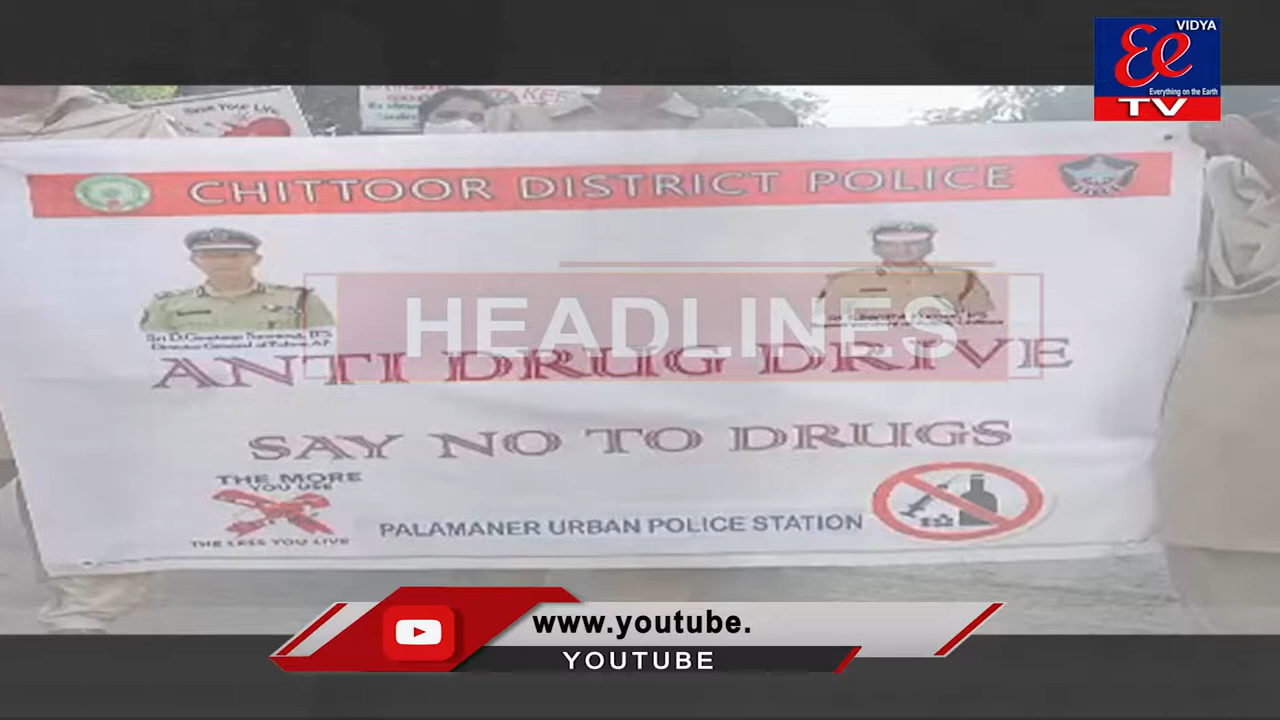 VIDYA
Ee
Everything on the Earth
TV
CHITTOOR DISTRICT POLICE
HEADLINES
ANTI DRUG DRIVE
SAY NO TO DRUGS
THE MORE
YOU USE
THE LESS YOU LIVE
PALAMANER URBAN POLICE STATION
www.youtube.
YOUTUBE